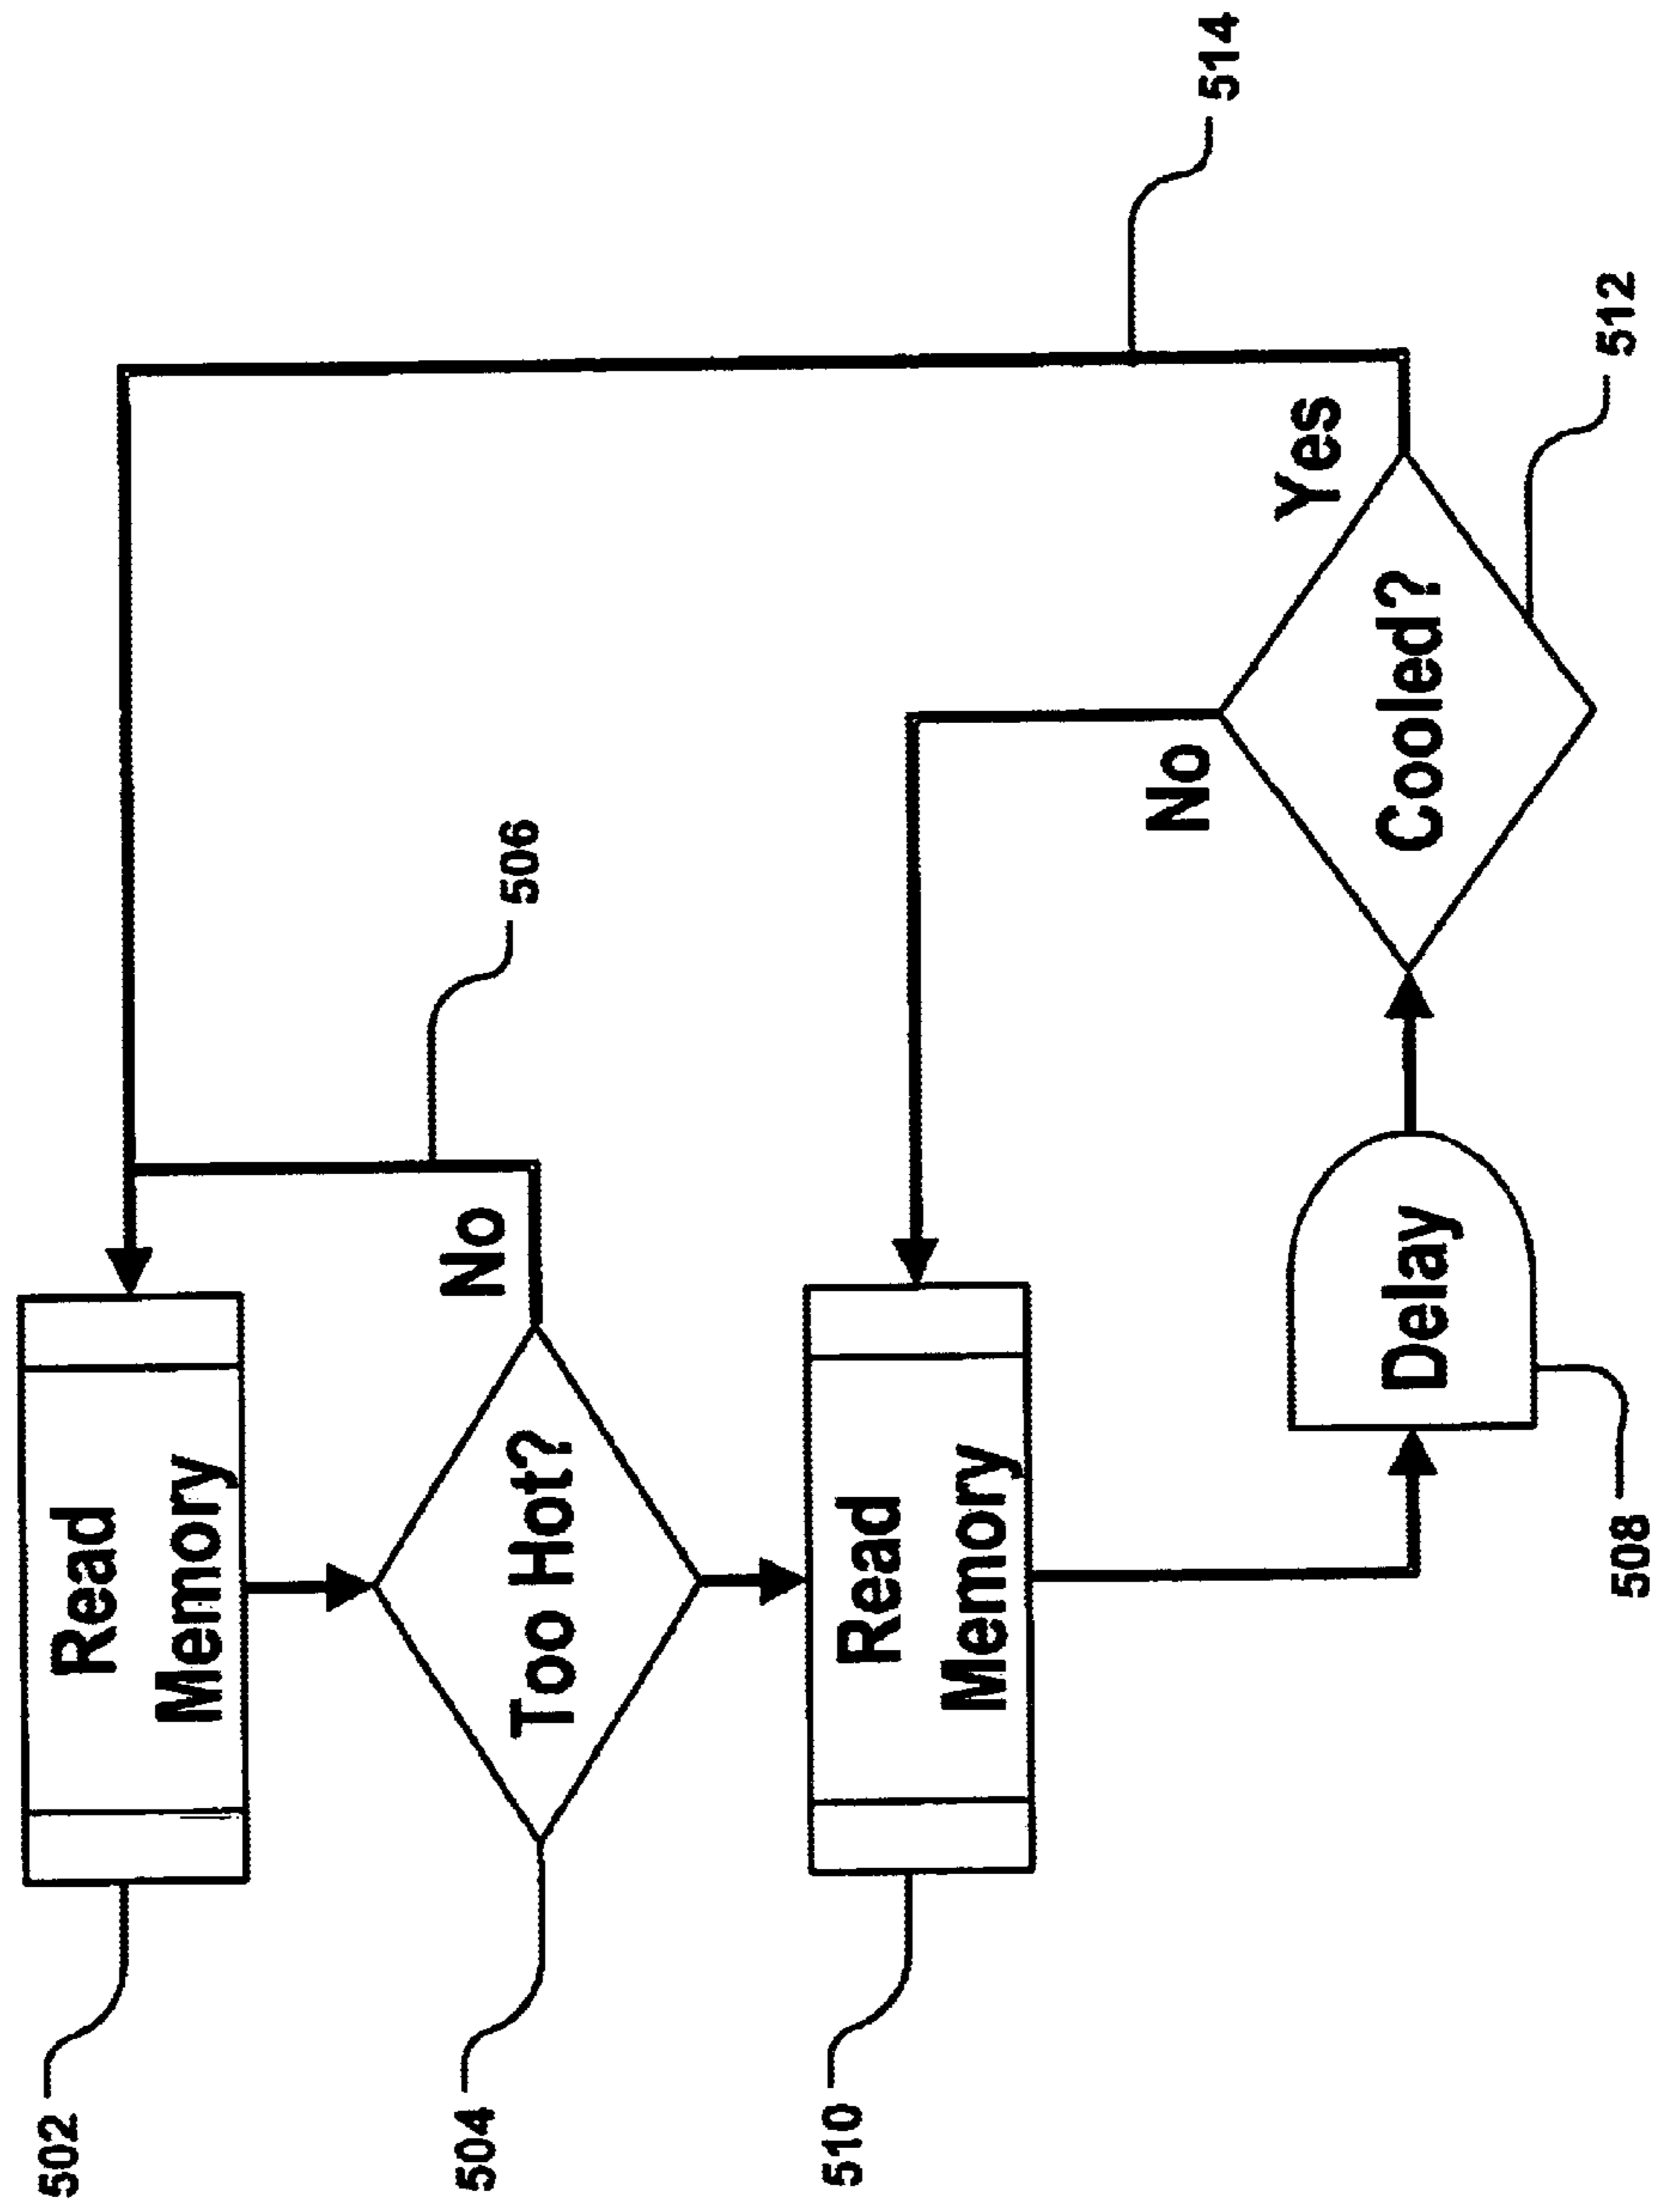 Read
Memory
502
Too Hot?
504
No
506
Read
Memory
510
Delay
508
Cooled?
512
No
Yes
514